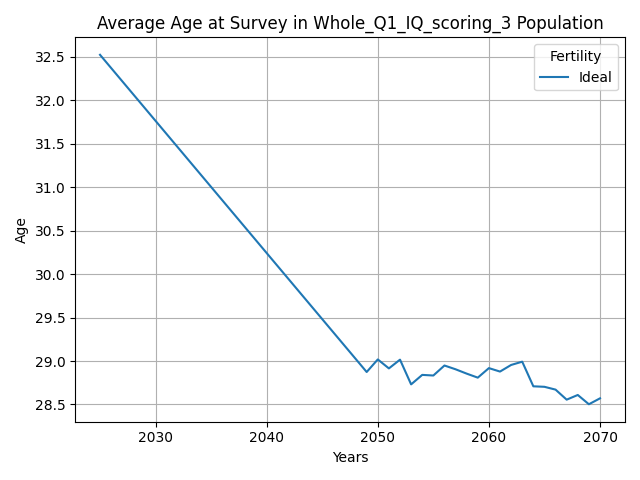 Average Age at Survey in Whole_Q1_IQ_scoring_3 Population
Fertility
Ideal
32.5
32.0
31.5
31.0
30.5
30.0
29.5
29.0
28.5
Age
2030 2040 2050 2060 2070
Years